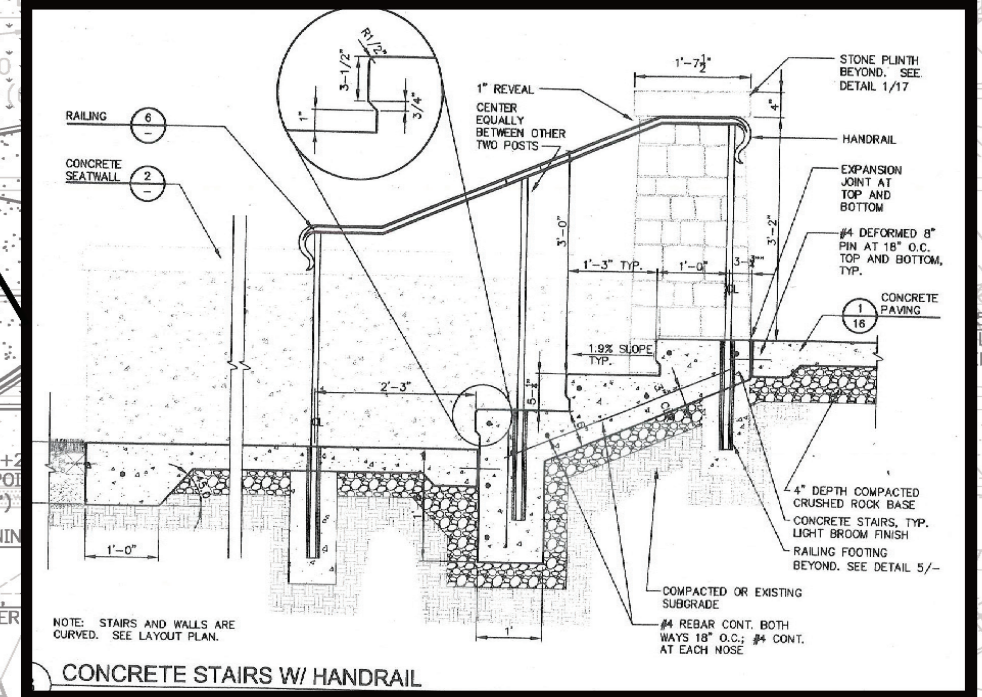 R1/2"
3-1/2"
1"
3/4"
1'-7½"
STONE PLINTH
BEYOND. SEE
DETAIL 1/17
4"
1" REVEAL
CENTER
EQUALLY
BETWEEN OTHER
TWO POSTS
RAILING
6
-
HANDRAIL
CONCRETE
SEATWALL
2
-
EXPANSION
JOINT AT
TOP AND
BOTTOM
3'-0"
3'-2"
#4 DEFORMED 8"
PIN AT 18" O.C.
TOP AND BOTTOM,
TYP.
1'-3" TYP.
1'-0"
1
16
CONCRETE
PAVING
1.9% SLOPE
TYP.
2'-3"
45.0
1'-0"
4" DEPTH COMPACTED
CRUSHED ROCK BASE
CONCRETE STAIRS, TYP.
LIGHT BROOM FINISH
RAILING FOOTING
BEYOND. SEE DETAIL 5/-
COMPACTED OR EXISTING
SUBGRADE
#4 REBAR CONT. BOTH
WAYS 18" O.C.; #4 CONT.
AT EACH NOSE
1'
NOTE: STAIRS AND WALLS ARE
CURVED. SEE LAYOUT PLAN.
CONCRETE STAIRS W/ HANDRAIL